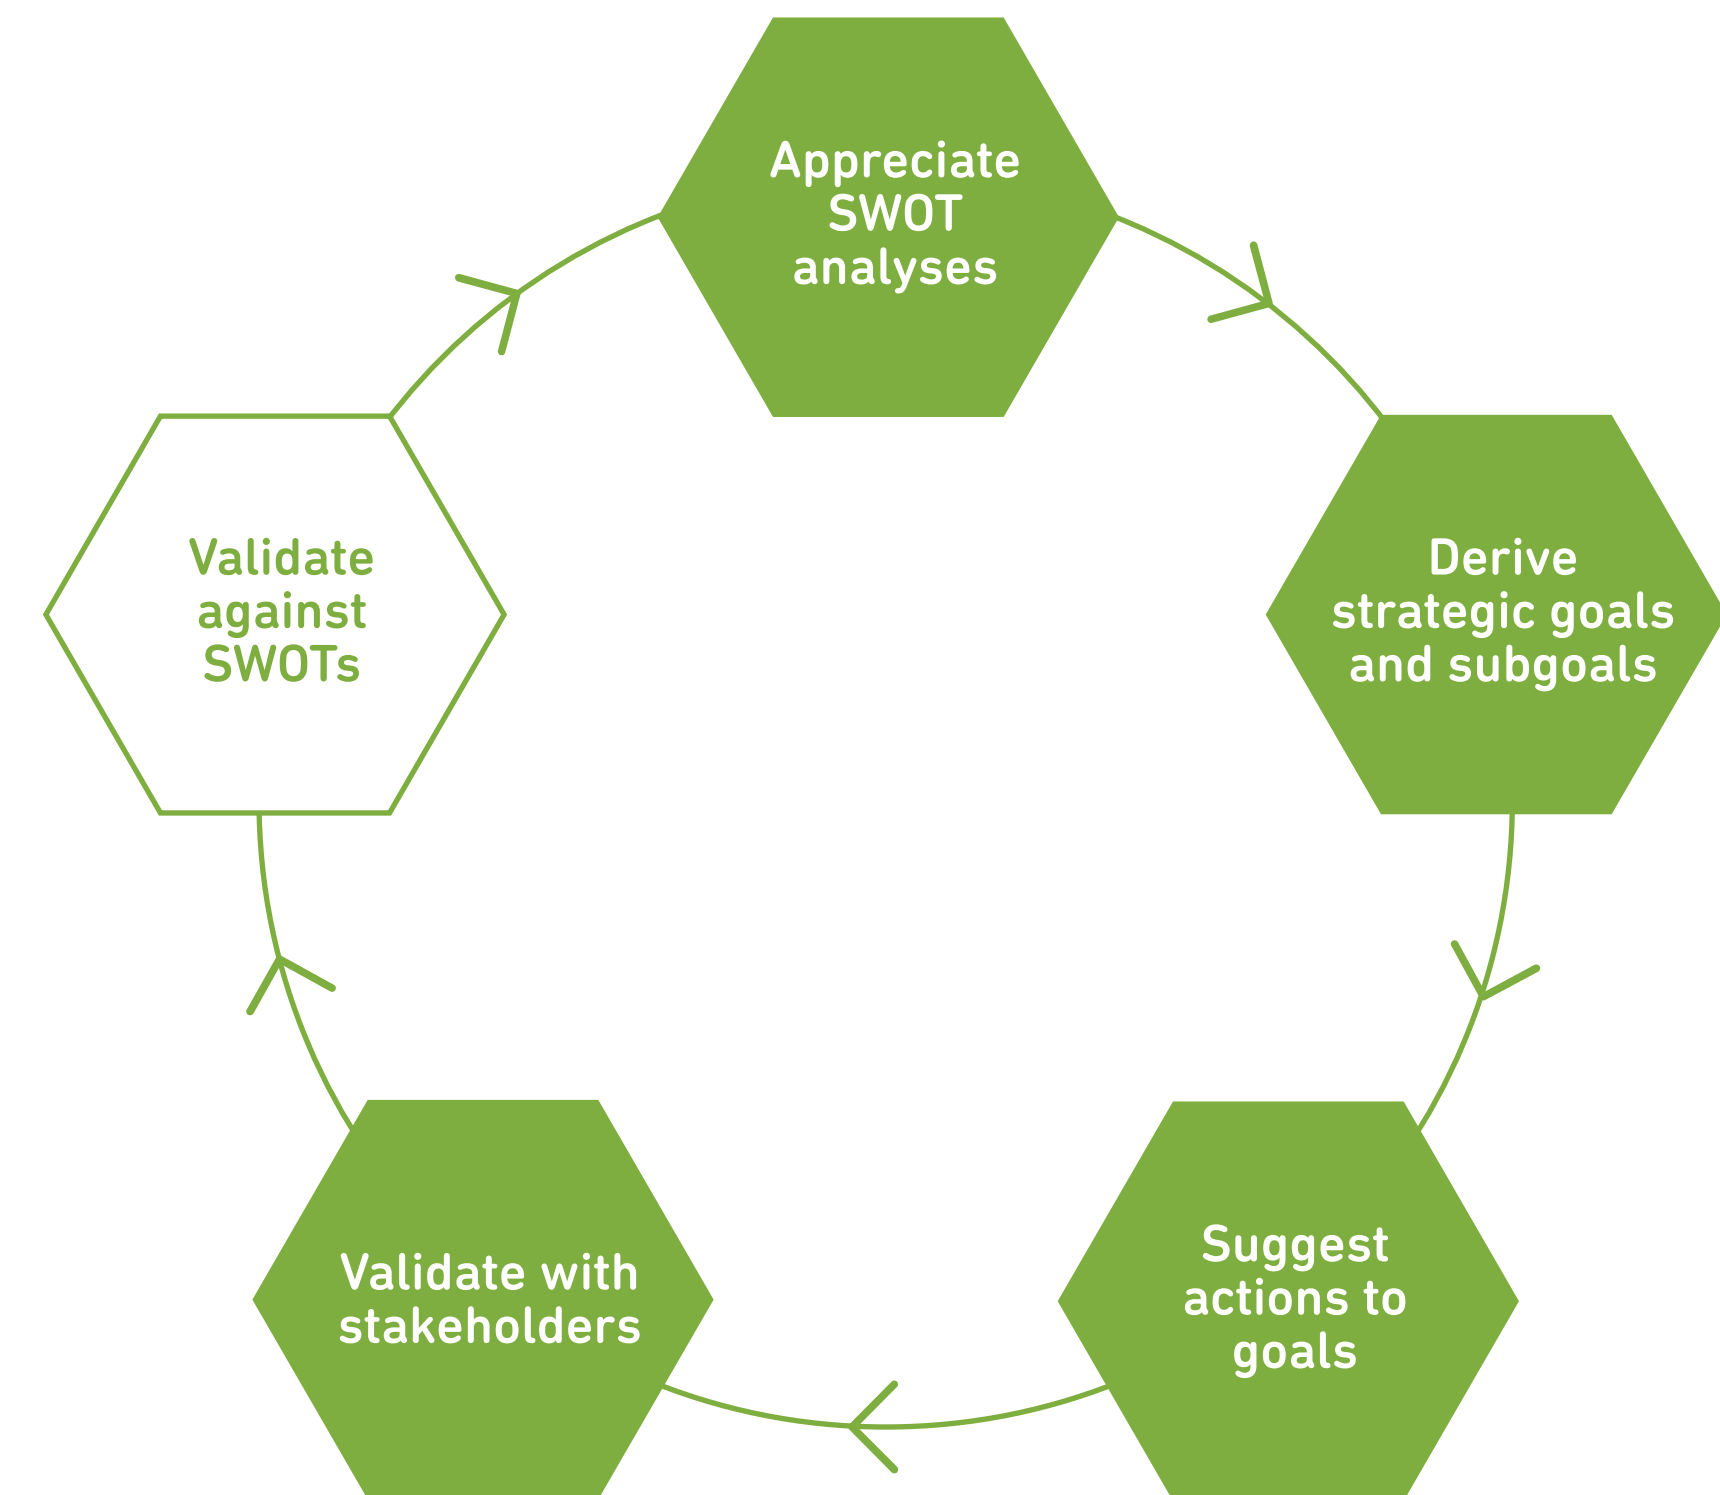 Appreciate
SWOT
analyses
Derive
strategic goals
and subgoals
Suggest
actions to
goals
Validate with
stakeholders
Validate
against
SWOTs